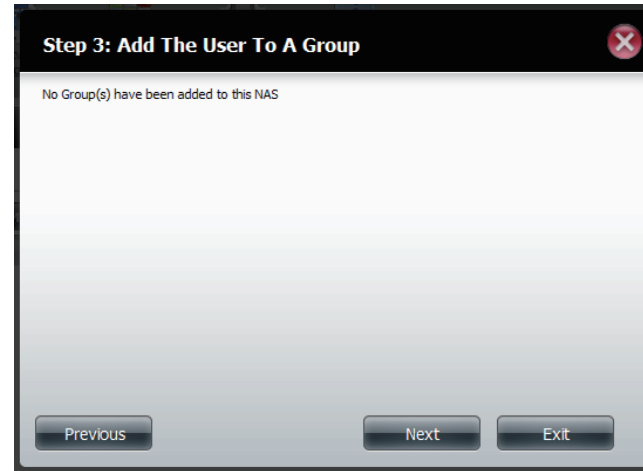 Step 3: Add The User To A Group
No Group(s) have been added to this NAS
Previous
Next
Exit